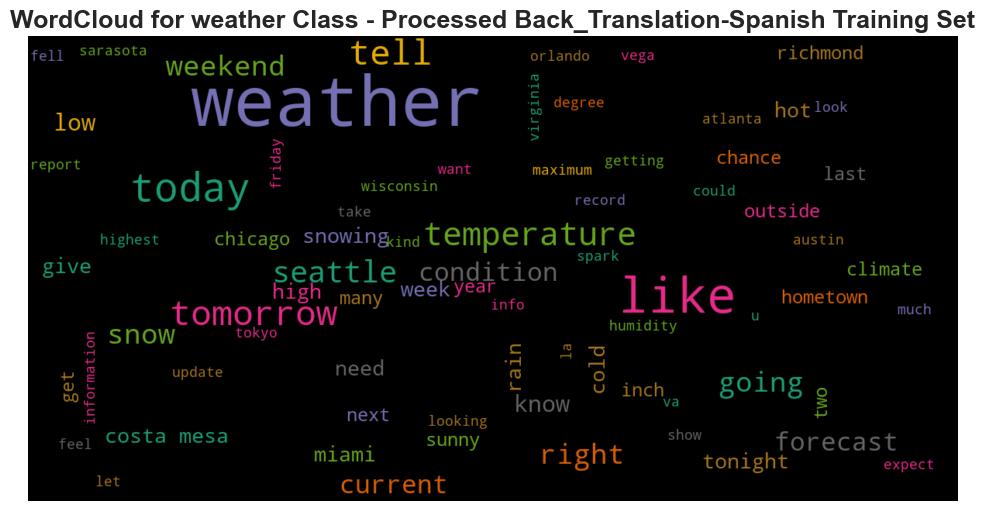 WordCloud for weather Class - Processed Back_Translation-Spanish Training Set
fell
sarasota
weekend
tell
orlando
vega
richmond
weather
virginia
degree
low
atlanta
hot
look
report
friday
want
maximum
getting
chance
last
today
wisconsin
take
record
could
outside
highest
chicago
snowing
kind
temperature
spark
austin
give
seattle
condition
climate
high
many
week
year
info
like
hometown
much
tomorrow
tokyo
humidity
u
snow
information
get
update
need
rain
la
cold
inch
going
va
two
next
know
looking
feel
costa mesa
sunny
miami
right
show
forecast
tonight
expect
let
current